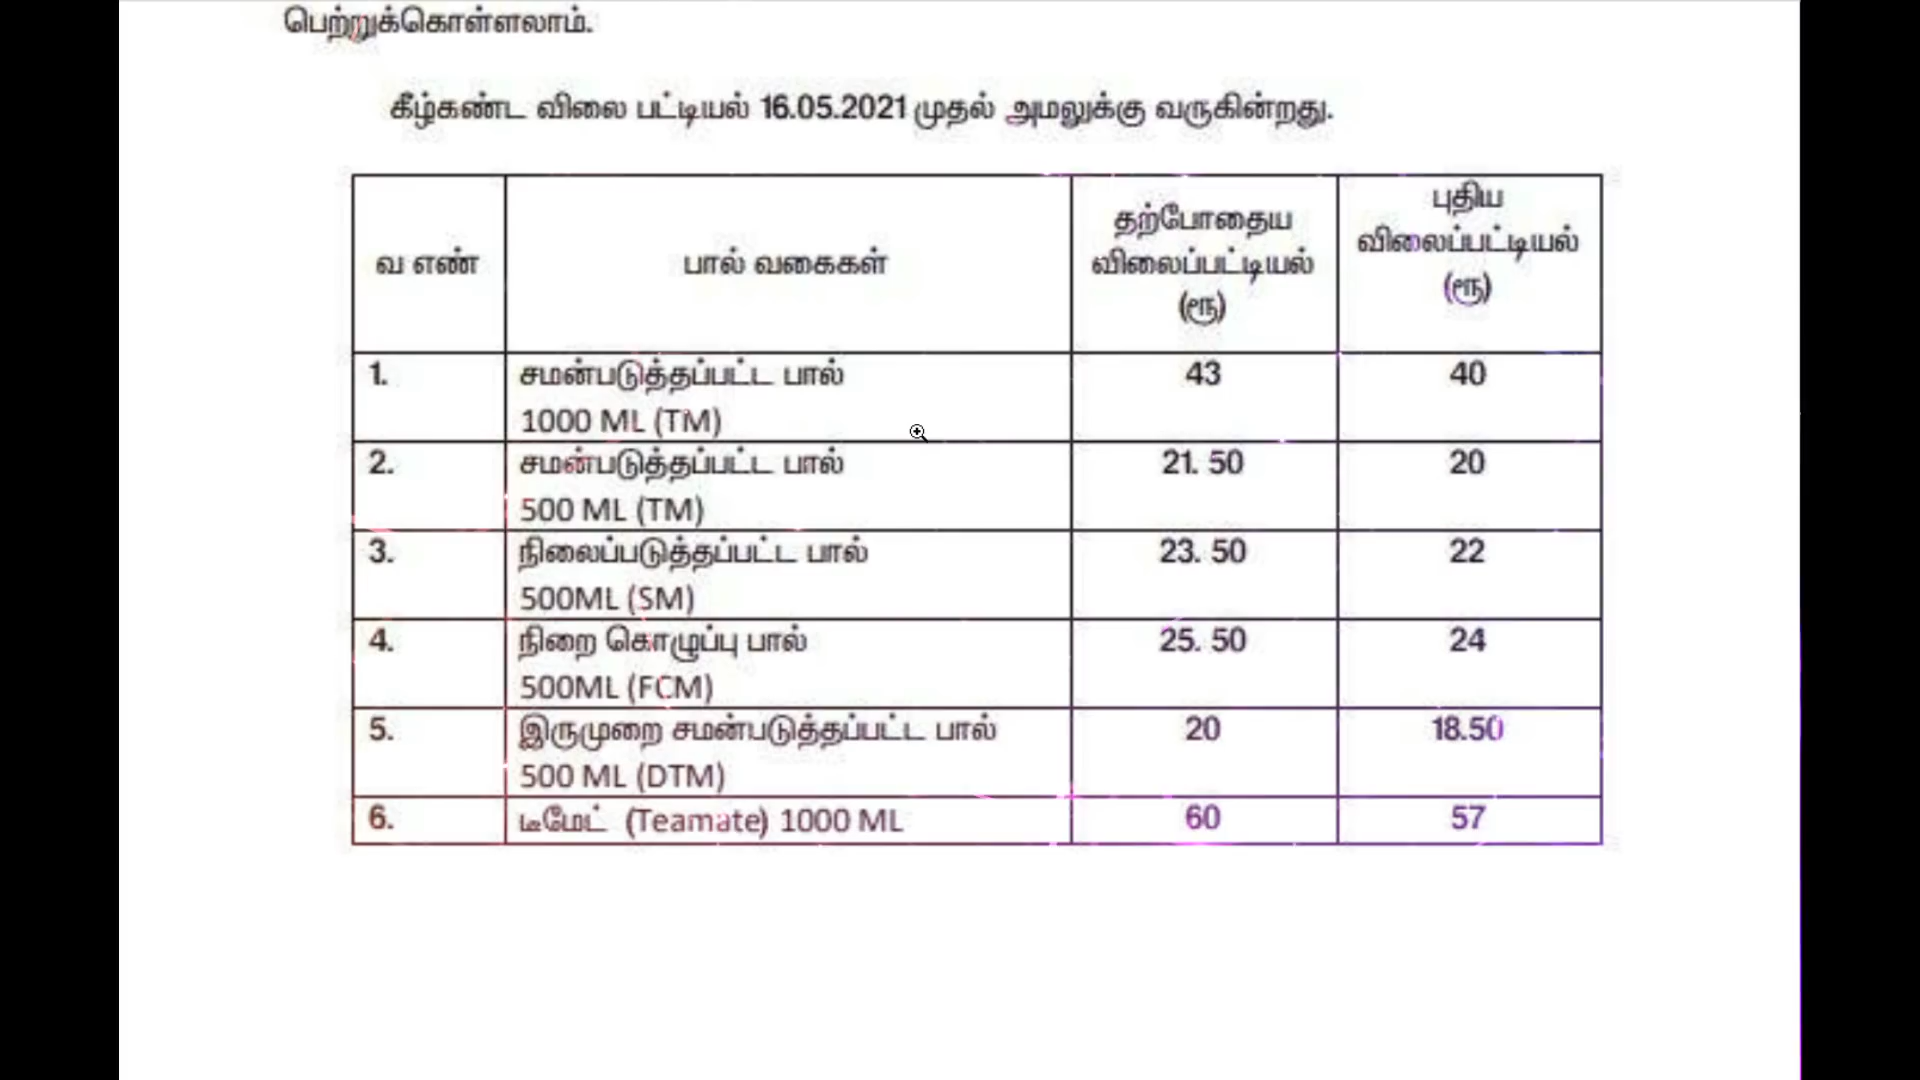 பெற்றுக்கொள்ளலாம்.
கீழ்கண்ட விலை பட்டியல் 16.05.2021 முதல் அமலுக்கு வருகின்றது.
வ எண்
பால் வகைகள்
தற்போதைய
விலைப்பட்டியல்
(ரூ)
புதிய
விலைப்பட்டியல்
(ரூ)
1. சமன்படுத்தப்பட்ட பால் 43 40
1000 ML (TM)
2. சமன்படுத்தப்பட்ட பால் 21. 50 20
500 ML (TM)
3. நிலைப்படுத்தப்பட்ட பால் 23. 50 22
500ML (SM)
4. நிறை கொழுப்பு பால் 25. 50 24
500ML (FCM)
5. இருமுறை சமன்படுத்தப்பட்ட பால் 20 18.50
500 ML (DTM)
6. டீமேட் (Teamate) 1000 ML 60 57